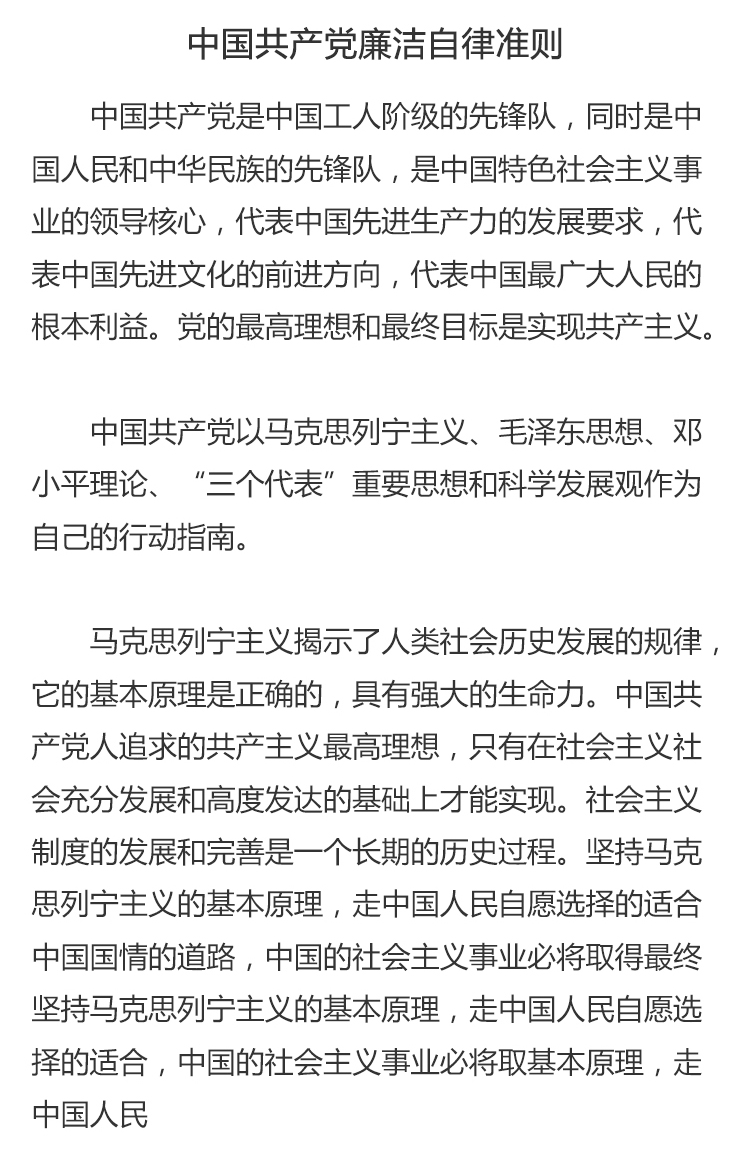 中国共产党廉洁自律准则
中国共产党是中国工人阶级的先锋队，同时是中
国人民和中华民族的先锋队，是中国特色社会主义事
业的领导核心，代表中国先进生产力的发展要求，代
表中国先进文化的前进方向，代表中国最广大人民的
根本利益。党的最高理想和最终目标是实现共产主义。
中国共产党以马克思列宁主义、毛泽东思想、邓
小平理论、“三个代表”重要思想和科学发展观作为
自己的行动指南。
马克思列宁主义揭示了人类社会历史发展的规律，
它的基本原理是正确的，具有强大的生命力。中国共
产党人追求的共产主义最高理想，只有在社会主义社
会充分发展和高度发达的基础上才能实现。社会主义
制度的发展和完善是一个长期的历史过程。坚持马克
思列宁主义的基本原理，走中国人民自愿选择的适合
中国国情的道路，中国的社会主义事业必将取得最终
坚持马克思列宁主义的基本原理，走中国人民自愿选
择的适合，中国的社会主义事业必将取基本原理，走
中国人民